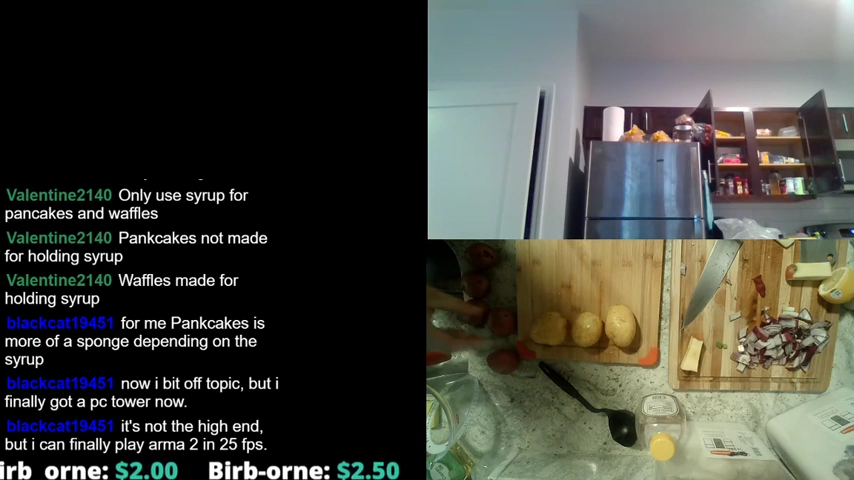 Valentine2140 Only use syrup for
pancakes and waffles
Valentine2140 Pankcakes not made
for holding syrup
Valentine2140 Waffles made for
holding syrup
blackcat19451 for me Pankcakes is
more of a sponge depending on the
syrup
blackcat19451 now i bit off topic, but i
finally got a pc tower now.
blackcat19451 it's not the high end,
but i can finally play arma 2 in 25 fps.
irb orne: $2.00 Birb-orne: $2.50